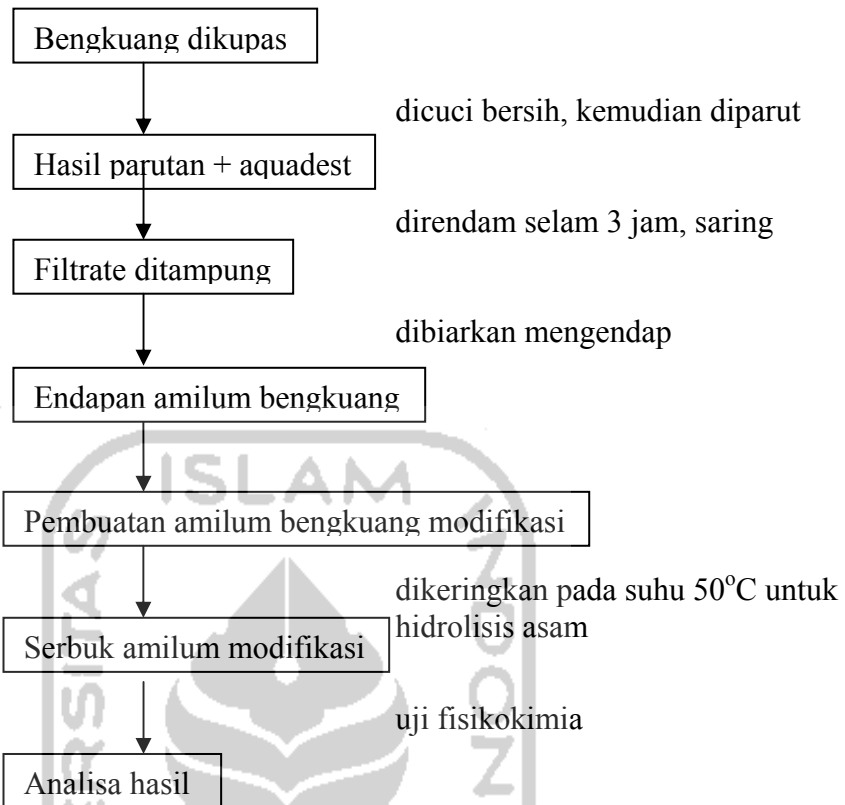 Bengkuang dikupas
dicuci bersih, kemudian diparut
Hasil parutan + aquadest
direndam selam 3 jam, saring
Filtrate ditampung
dibiarkan mengendap
Endapan amilum bengkuang
ISLAM
Pembuatan amilum bengkuang modifikasi
dikeringkan pada suhu 50°C untuk
hidrolisis asam
Serbuk amilum modifikasi
uji fisikokimia
Analisa hasil